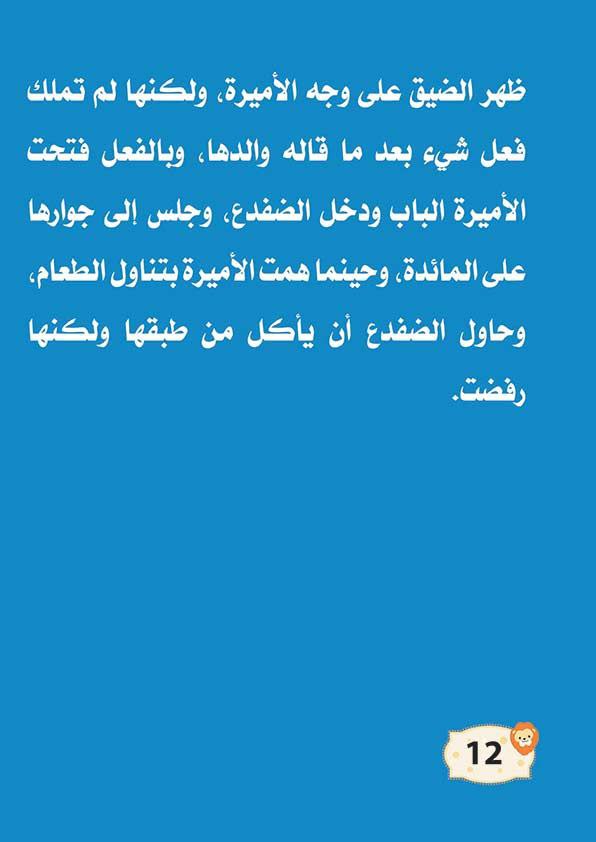 ظهر الضيق على وجه الأميرة، ولكنها لم تملك
فعل شيء بعد ما قاله والدها، وبالفعل فتحت
الأميرة الباب ودخل الضفدع، وجلس إلى جوارها
على المائدة، وحينما همت الأميرة بتناول الطعام،
وحاول الضفدع أن يأكل من طبقها ولكنها
رفضت.
12